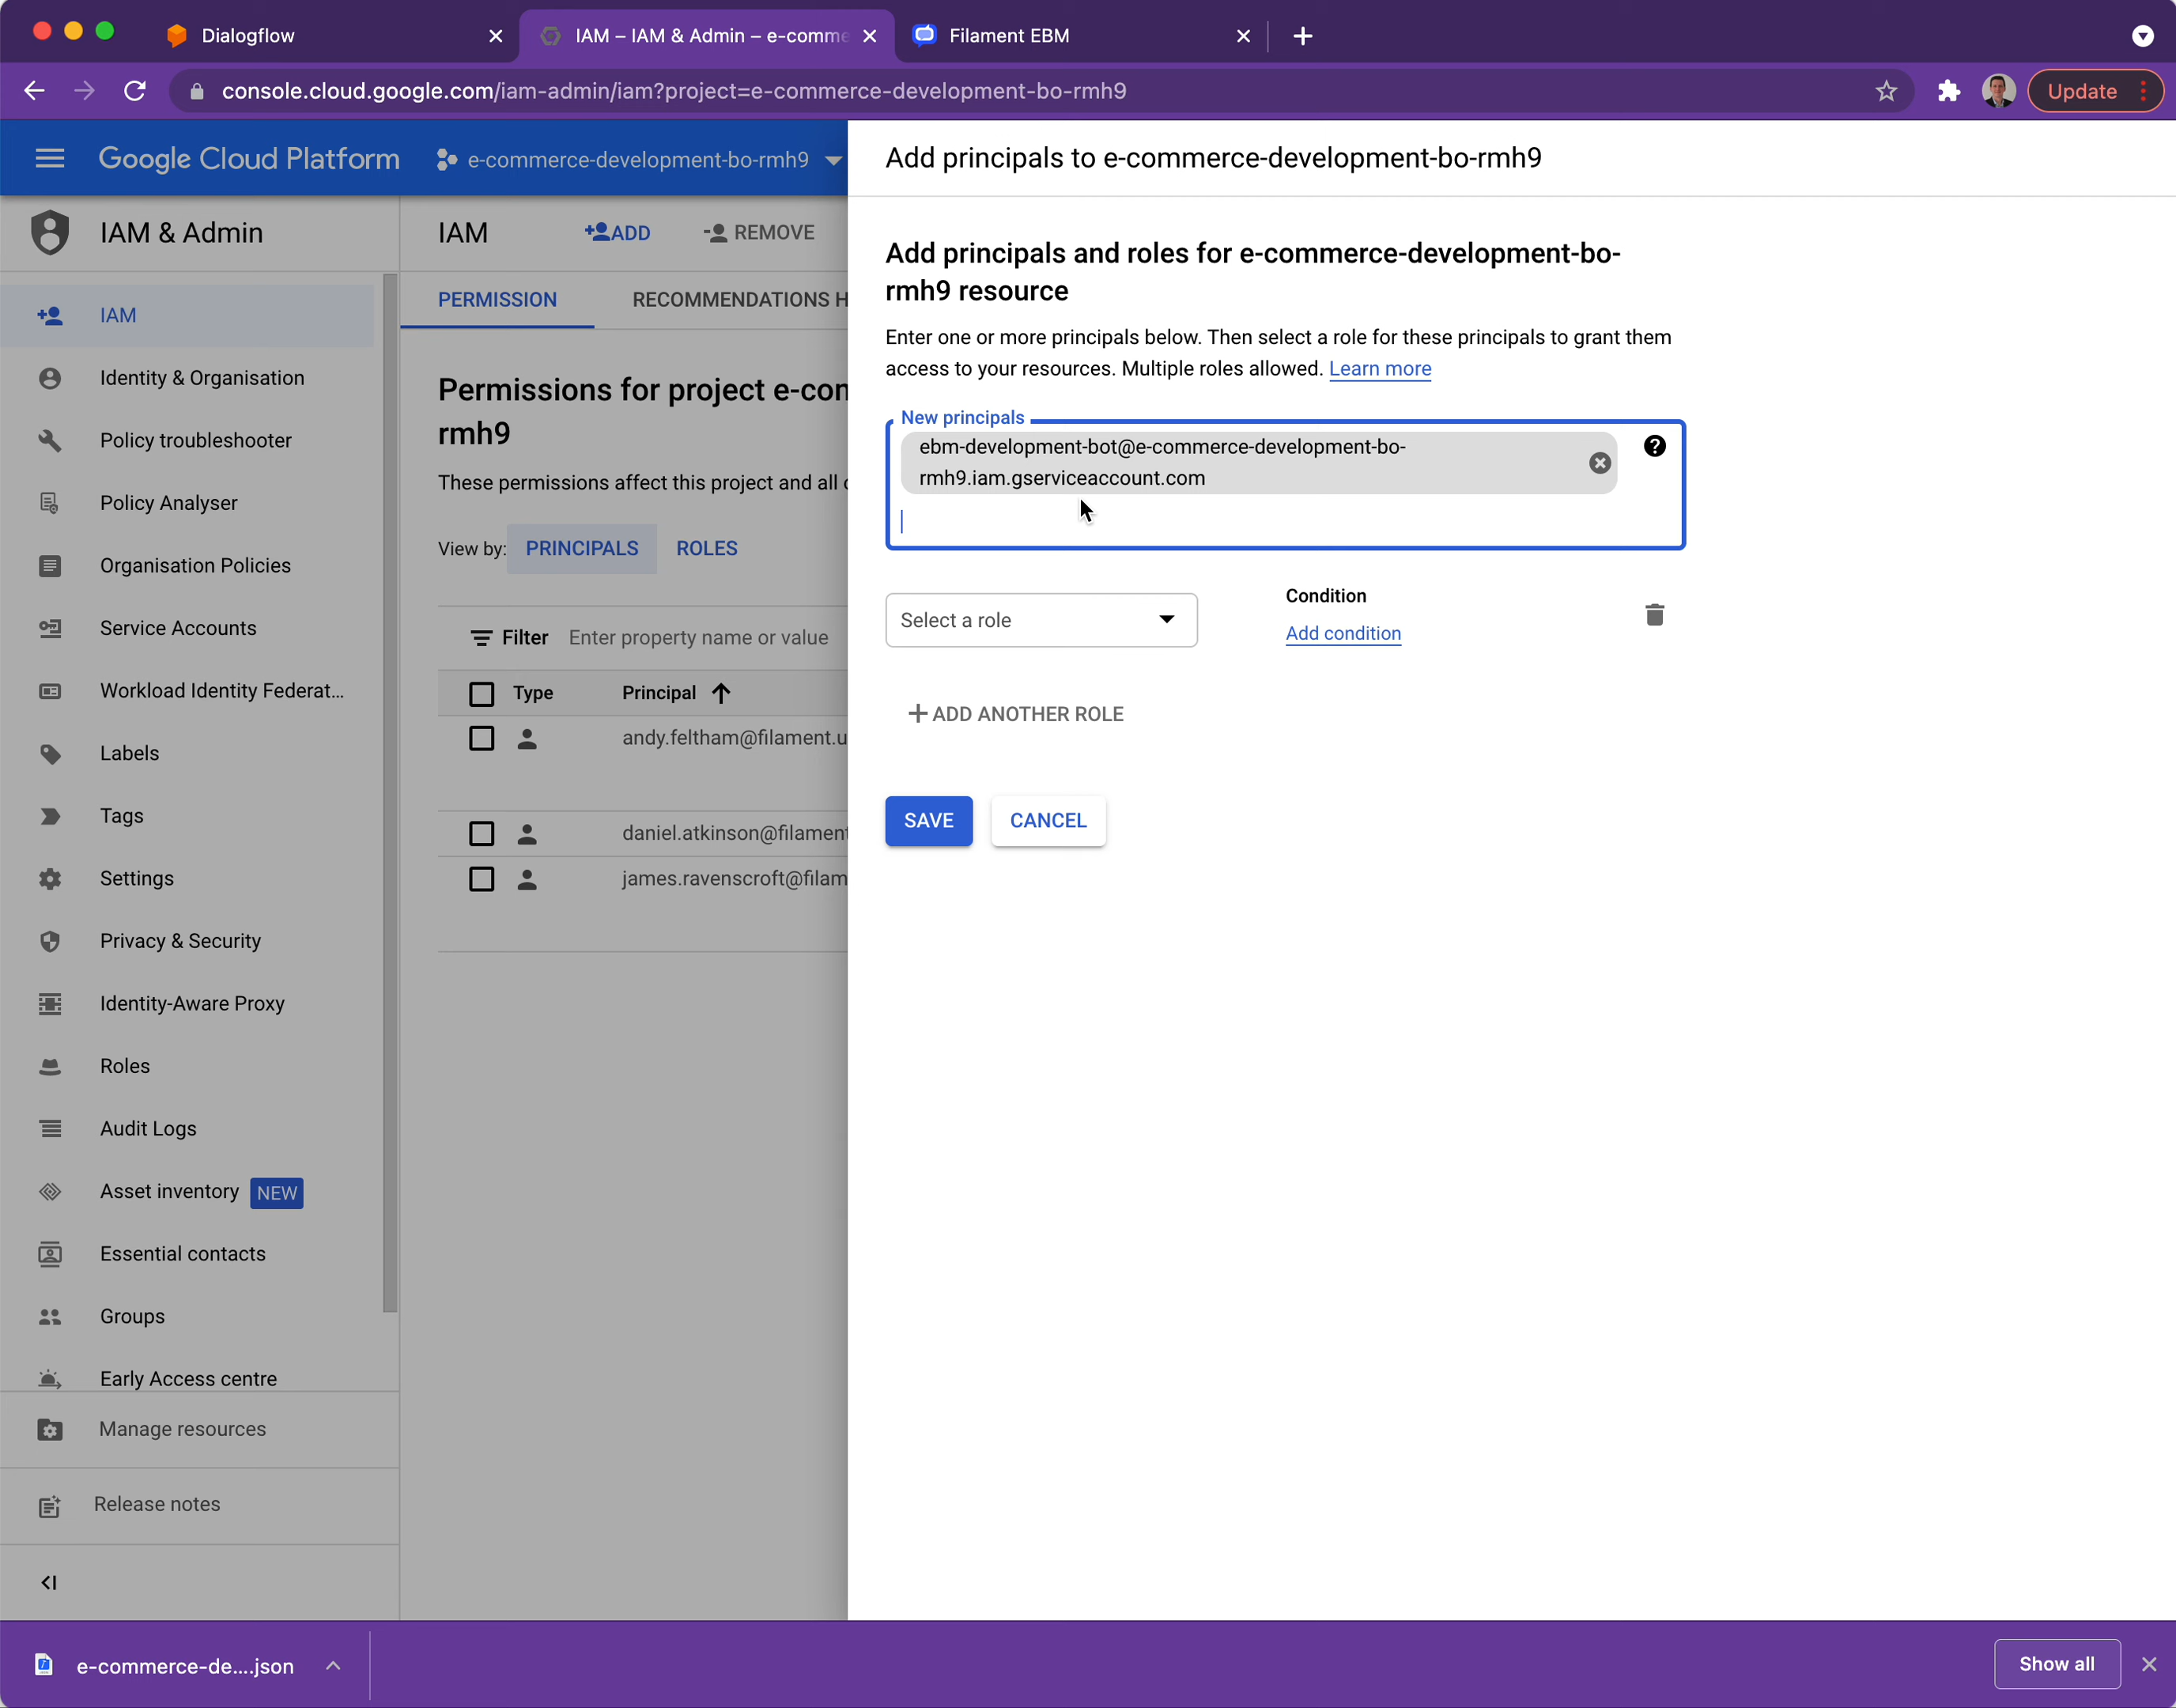 Dialogflow
IAM – IAM & Admin – e-comme
Filament EBM
console.cloud.google.com/iam-admin/iam?project=e-commerce-development-bo-rmh9
Update
Google Cloud Platform
e-commerce-development-bo-rmh9
Add principals to e-commerce-development-bo-rmh9
IAM & Admin
IAM
ADD
REMOVE
PERMISSION
RECOMMENDATIONS H
IAM
Identity & Organisation
Policy troubleshooter
Policy Analyser
Organisation Policies
Service Accounts
Workload Identity Federat...
Labels
Tags
Settings
Privacy & Security
Identity-Aware Proxy
Roles
Audit Logs
Asset inventory NEW
Essential contacts
Groups
Early Access centre
Manage resources
Release notes
Permissions for project e-com
rmh9
These permissions affect this project and all
View by: PRINCIPALS ROLES
Filter Enter property name or value
Type Principal
andy.feltham@filament.u
daniel.atkinson@filament
james.ravenscroft@filam
Add principals and roles for e-commerce-development-bo-
rmh9 resource
Enter one or more principals below. Then select a role for these principals to grant them
access to your resources. Multiple roles allowed. Learn more
New principals
ebm-development-bot@e-commerce-development-bo-
rmh9.iam.gserviceaccount.com
Select a role
Condition
Add condition
ADD ANOTHER ROLE
SAVE
CANCEL
e-commerce-de....json
Show all